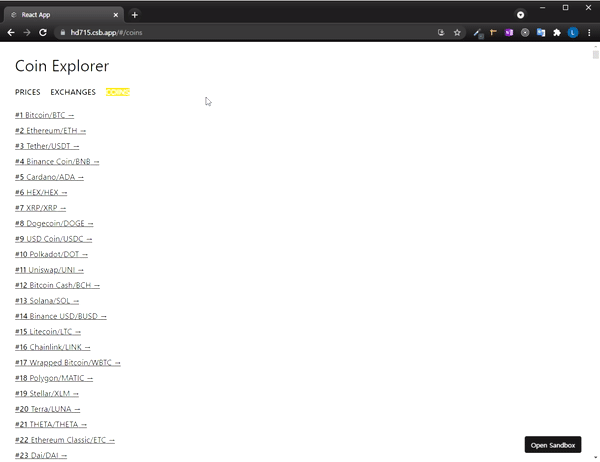 React App
hd715.csb.app/#/coins
L
Coin Explorer
PRICES EXCHANGES COINS
#1 Bitcoin/BTC →
#2 Ethereum/ETH →
#3 Tether/USDT →
#4 Binance Coin/BNB →
#5 Cardano/ADA →
#6 HEX/HEX →
#7 XRP/XRP →
#8 Dogecoin/DOGE →
#9 USD Coin/USDC →
#10 Polkadot/DOT →
#11 Uniswap/UNI →
#12 Bitcoin Cash/BCH →
#13 Solana/SOL →
#14 Binance USD/BUSD →
#15 Litecoin/LTC →
#16 Chainlink/LINK →
#17 Wrapped Bitcoin/WBTC →
#18 Polygon/MATIC →
#19 Stellar/XLM →
#20 Terra/LUNA →
#21 THETA/THETA →
#22 Ethereum Classic/ETC →
#23 Dai/DAI →
Open Sandbox